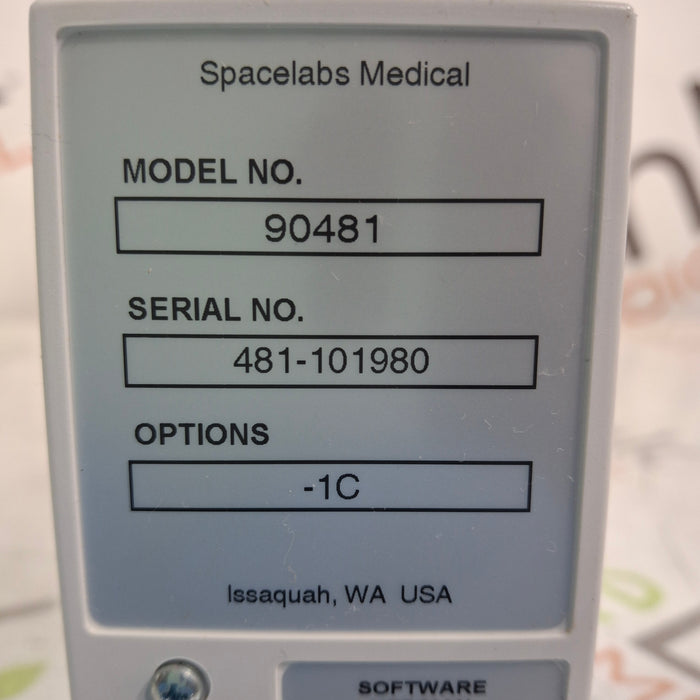 Spacelabs Medical
MODEL NO.
90481
SERIAL NO.
481-101980
OPTIONS
-1C
Issaquah, WA USA
SOFTWARE